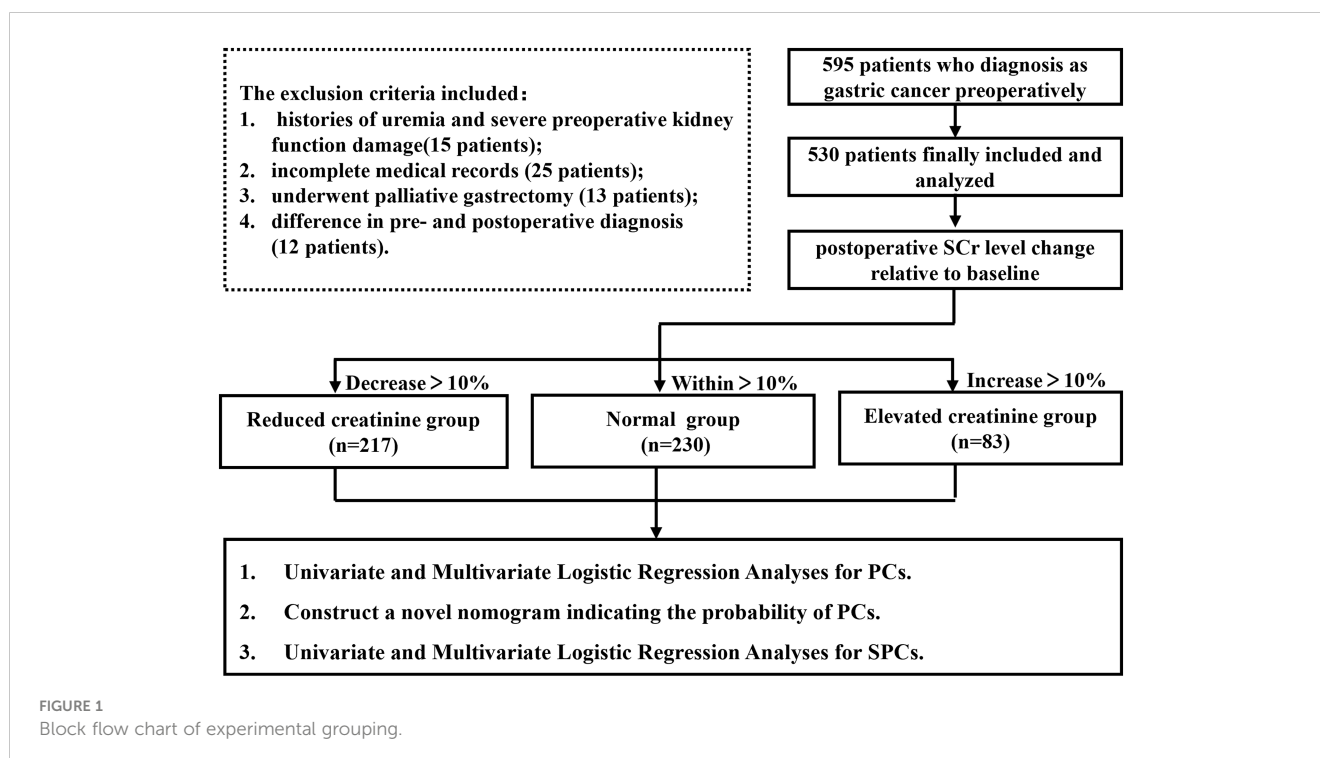 The exclusion criteria included：
1. histories of uremia and severe preoperative kidney
function damage(15 patients);
2. incomplete medical records (25 patients);
3. underwent palliative gastrectomy (13 patients);
4. difference in pre- and postoperative diagnosis
(12 patients).
595 patients who diagnosis as
gastric cancer preoperatively
530 patients finally included and
analyzed
postoperative SCr level change
relative to baseline
Decrease＞10%
Within＞10%
Increase＞10%
Reduced creatinine group
(n=217)
Normal group
(n=230)
Elevated creatinine group
(n=83)
1. Univariate and Multivariate Logistic Regression Analyses for PCs.
2. Construct a novel nomogram indicating the probability of PCs.
3. Univariate and Multivariate Logistic Regression Analyses for SPCs.
FIGURE 1
Block flow chart of experimental grouping.